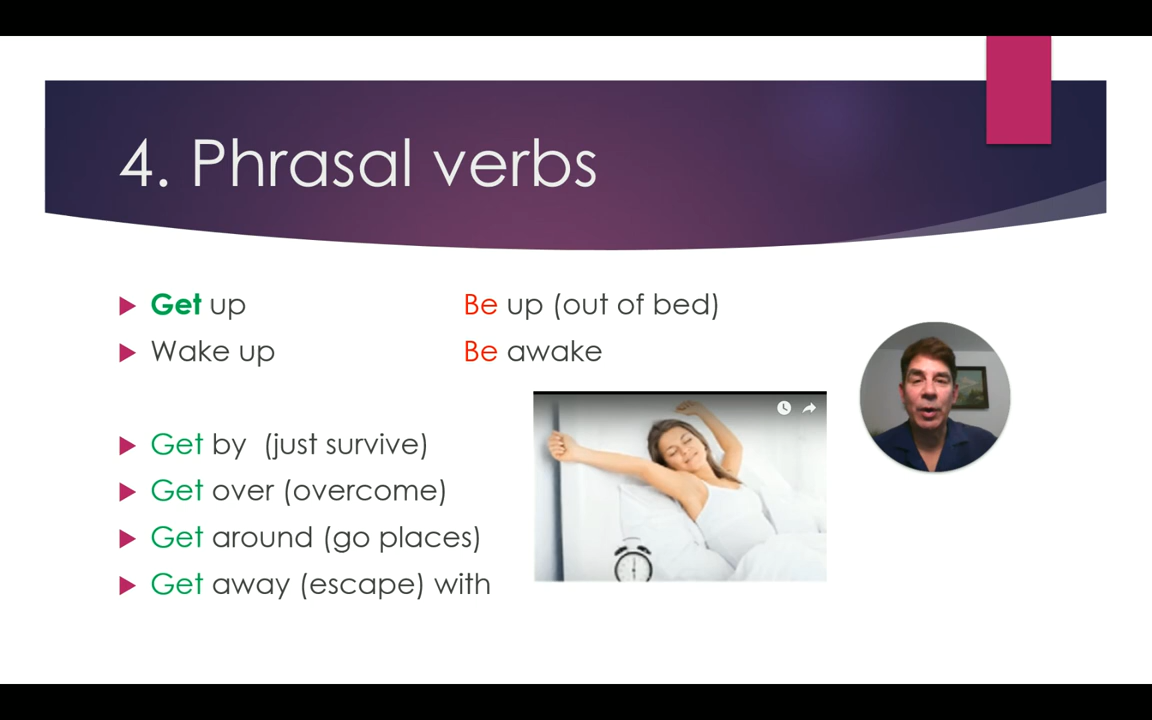 4. Phrasal verbs
Get up Be up (out of bed)
Wake up Be awake
Get by (just survive)
Get over (overcome)
Get around (go places)
Get away (escape) with